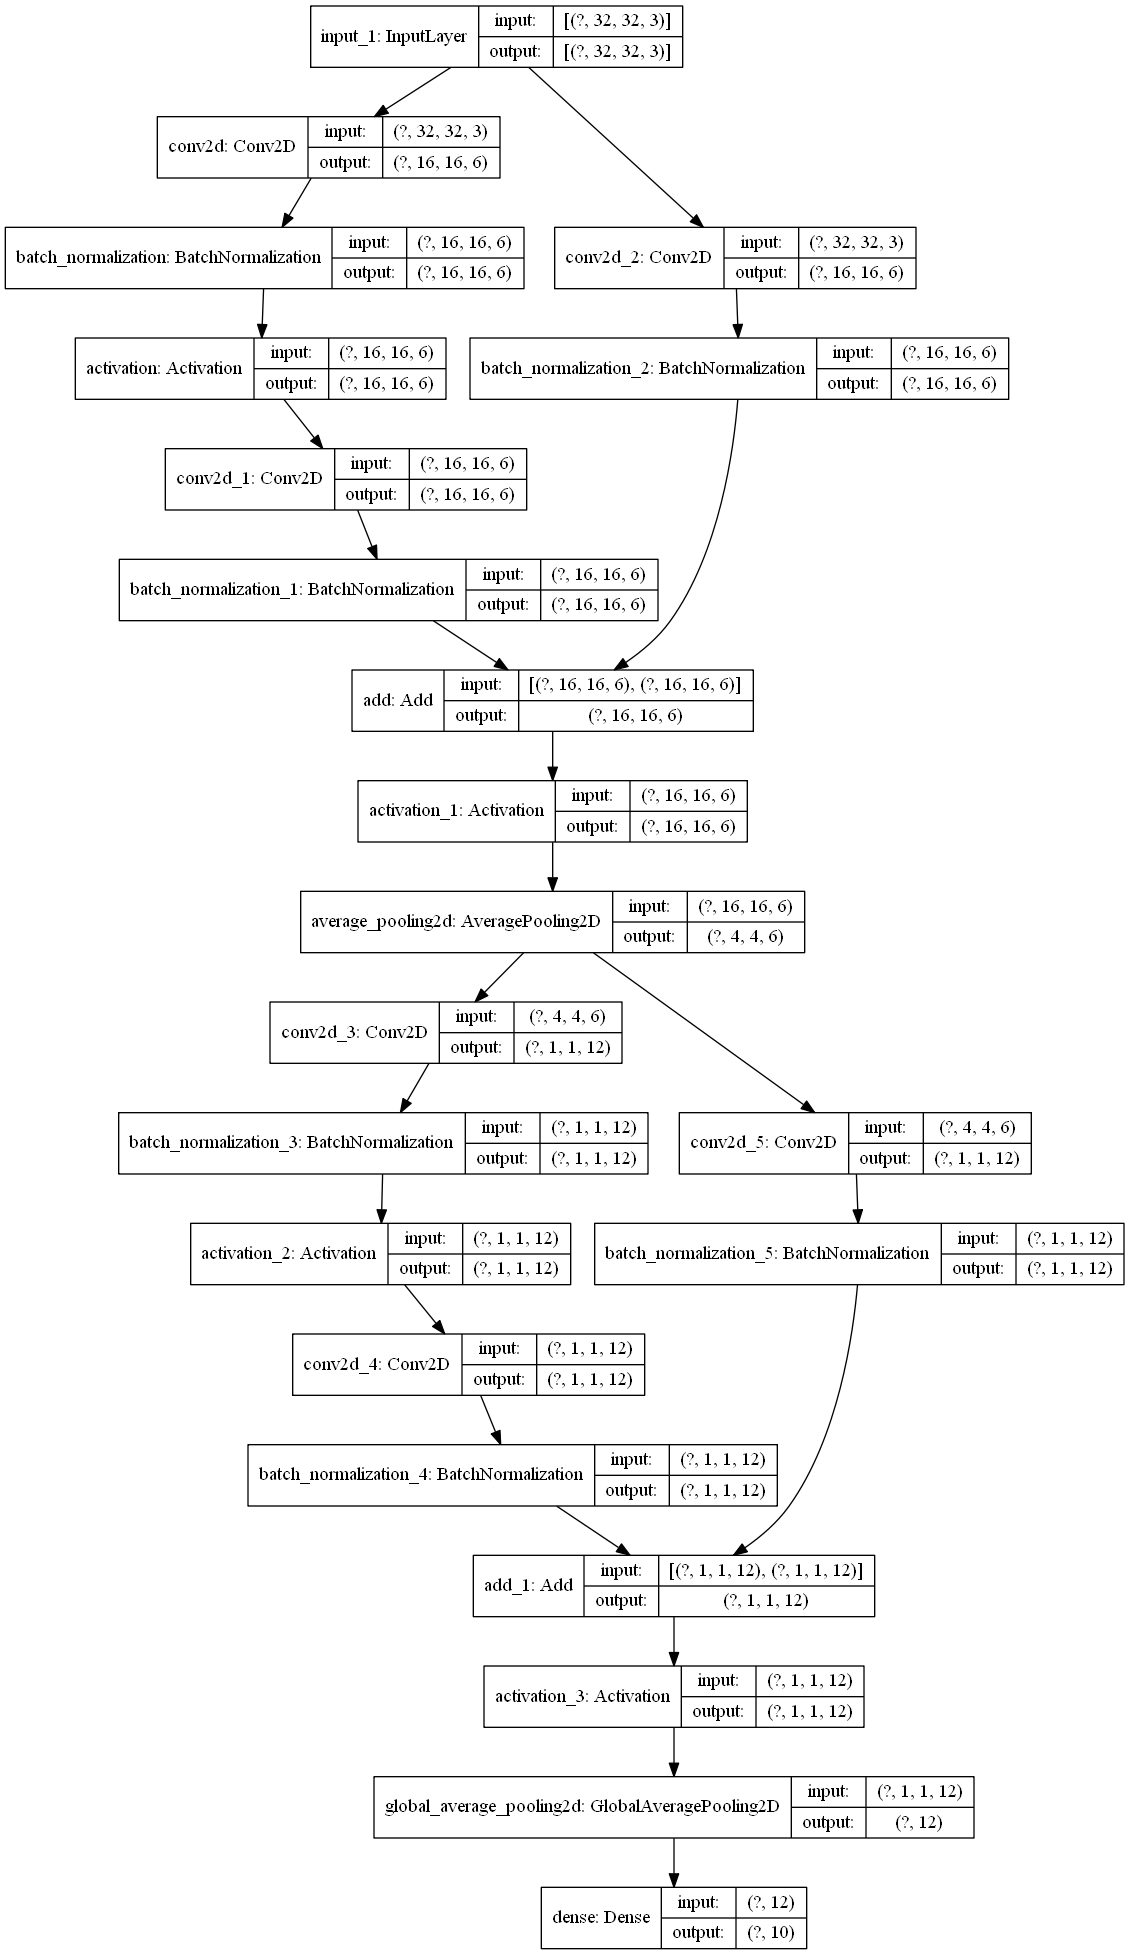 input_1: InputLayer
input: [(?, 32, 32, 3)]
output: [(?, 32, 32, 3)]
conv2d: Conv2D
input: (?, 32, 32, 3)
output: (?, 16, 16, 6)
batch_normalization: BatchNormalization
input: (?, 16, 16, 6)
output: (?, 16, 16, 6)
conv2d_2: Conv2D
input: (?, 32, 32, 3)
output: (?, 16, 16, 6)
activation: Activation
input: (?, 16, 16, 6)
output: (?, 16, 16, 6)
batch_normalization_2: BatchNormalization
input: (?, 16, 16, 6)
output: (?, 16, 16, 6)
conv2d_1: Conv2D
input: (?, 16, 16, 6)
output: (?, 16, 16, 6)
batch_normalization_1: BatchNormalization
input: (?, 16, 16, 6)
output: (?, 16, 16, 6)
add: Add
input: [(?, 16, 16, 6), (?, 16, 16, 6)]
output: (?, 16, 16, 6)
activation_1: Activation
input: (?, 16, 16, 6)
output: (?, 16, 16, 6)
average_pooling2d: AveragePooling2D
input: (?, 16, 16, 6)
output: (?, 4, 4, 6)
conv2d_3: Conv2D
input: (?, 4, 4, 6)
output: (?, 1, 1, 12)
batch_normalization_3: BatchNormalization
input: (?, 1, 1, 12)
output: (?, 1, 1, 12)
conv2d_5: Conv2D
input: (?, 4, 4, 6)
output: (?, 1, 1, 12)
activation_2: Activation
input: (?, 1, 1, 12)
output: (?, 1, 1, 12)
batch_normalization_5: BatchNormalization
input: (?, 1, 1, 12)
output: (?, 1, 1, 12)
conv2d_4: Conv2D
input: (?, 1, 1, 12)
output: (?, 1, 1, 12)
batch_normalization_4: BatchNormalization
input: (?, 1, 1, 12)
output: (?, 1, 1, 12)
add_1: Add
input: [(?, 1, 1, 12), (?, 1, 1, 12)]
output: (?, 1, 1, 12)
activation_3: Activation
input: (?, 1, 1, 12)
output: (?, 1, 1, 12)
global_average_pooling2d: GlobalAveragePooling2D
input: (?, 1, 1, 12)
output: (?, 12)
dense: Dense
input: (?, 12)
output: (?, 10)